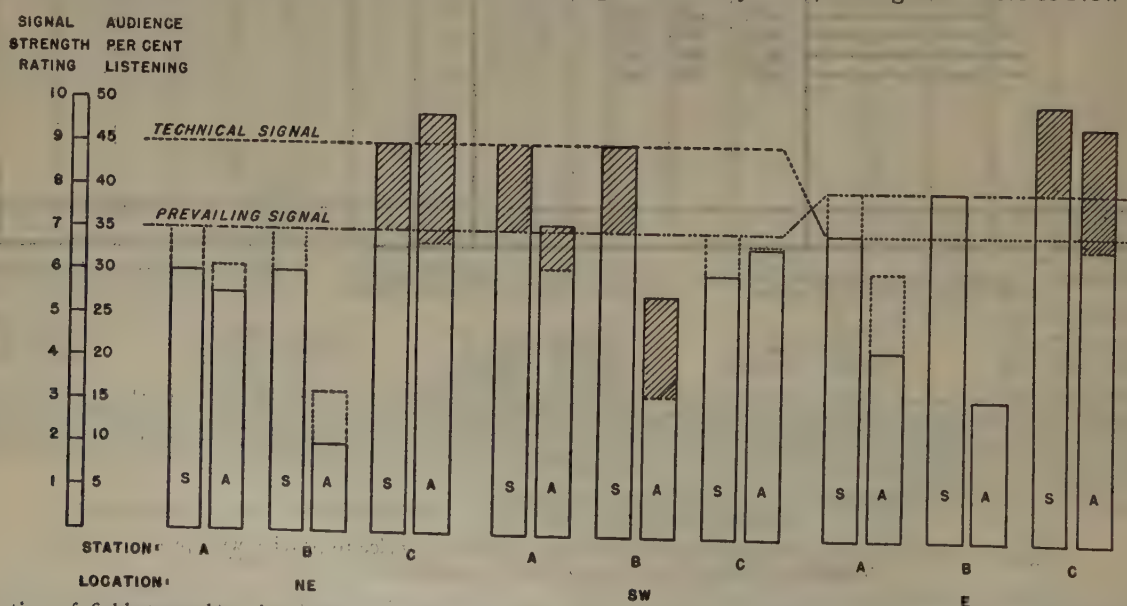 SIGNAL AUDIENCE
STRENGTH PER CENT
RATING LISTENING
10 50
9 45
8 40
7 35
6 30
5 25
4 20
3 15
2 10
1 5
TECHNICAL SIGNAL
PREVAILING SIGNAL
S A S A S A S A S A S A S A S A S A
STATION: A B C A B C A B C
LOCATION: NE SW E